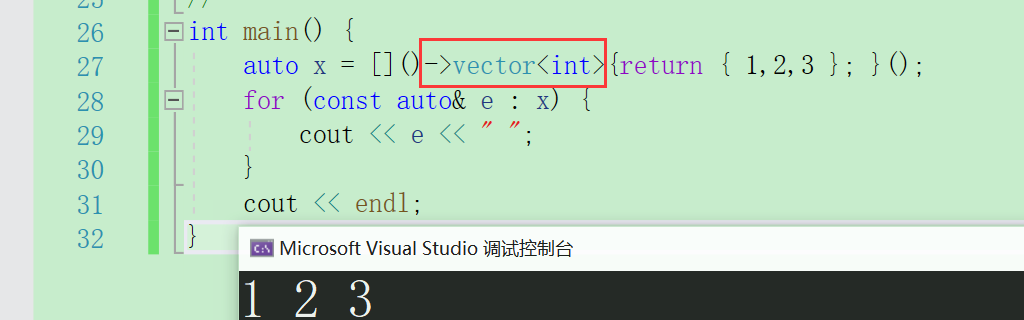 25 //
26 int main() {
27 auto x = []()->vector<int>{return { 1,2,3 }; }();
28 for (const auto& e : x) {
29 cout << e << " ";
30 }
31 cout << endl;
32 }
Microsoft Visual Studio 调试控制台
1 2 3